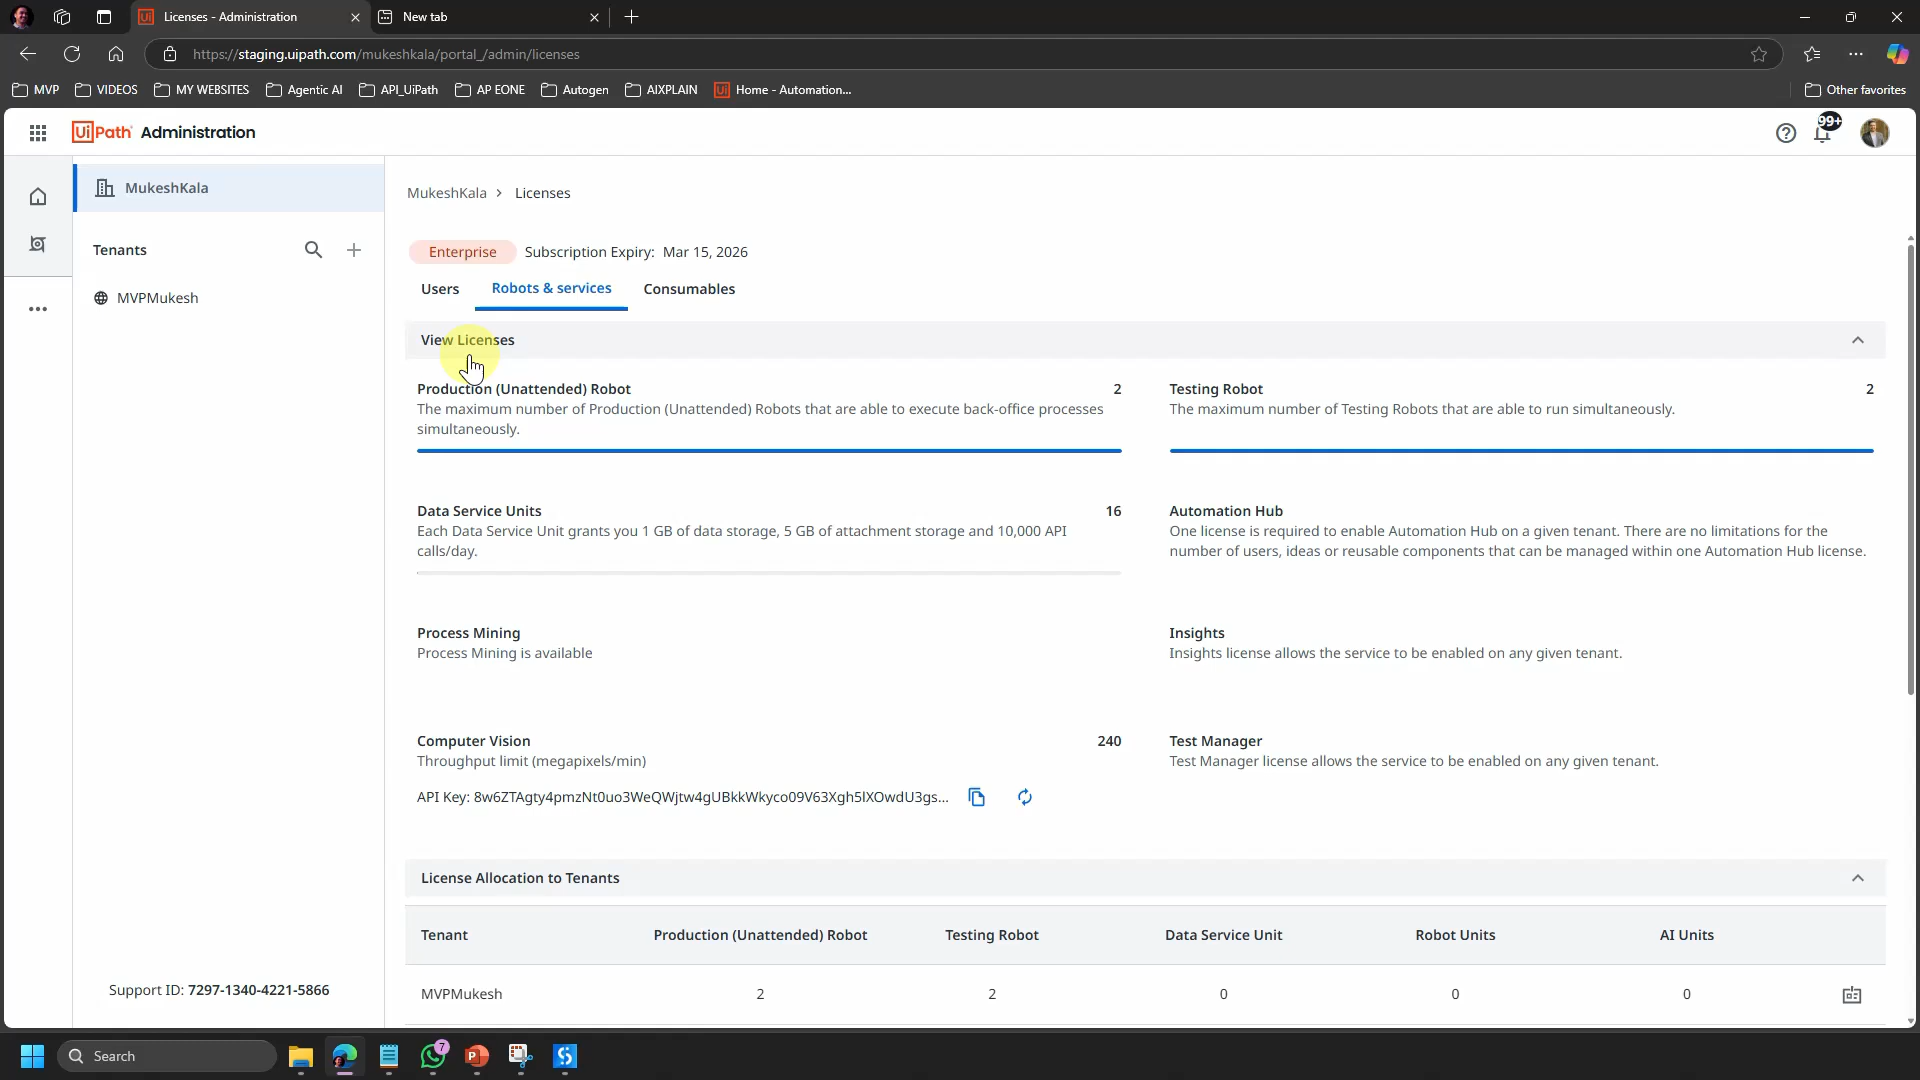 Licenses - Administration
New tab
https://staging.uipath.com/mukeshkala/portal_/admin/licenses
MVP
VIDEOS
MY WEBSITES
Agentic AI
API_UiPath
AP EONE
Autogen
AIXPLAIN
Home - Automation...
Other favorites
UiPath Administration
99+
MukeshKala
Tenants
MVPMukesh
Support ID: 7297-1340-4221-5866
MukeshKala > Licenses
Enterprise Subscription Expiry: Mar 15, 2026
Users
Robots & services
Consumables
View Licenses
Production (Unattended) Robot 2
The maximum number of Production (Unattended) Robots that are able to execute back-office processes
simultaneously.
Testing Robot 2
The maximum number of Testing Robots that are able to run simultaneously.
Data Service Units 16
Each Data Service Unit grants you 1 GB of data storage, 5 GB of attachment storage and 10,000 API
calls/day.
Automation Hub
One license is required to enable Automation Hub on a given tenant. There are no limitations for the
number of users, ideas or reusable components that can be managed within one Automation Hub license.
Process Mining
Process Mining is available
Insights
Insights license allows the service to be enabled on any given tenant.
Computer Vision 240
Throughput limit (megapixels/min)
API Key: 8w6ZTAgty4pmzNt0uo3WeQWjtw4gUBkkWkyco09V63Xgh5lXOwdU3gs...
Test Manager
Test Manager license allows the service to be enabled on any given tenant.
License Allocation to Tenants
Tenant Production (Unattended) Robot Testing Robot Data Service Unit Robot Units AI Units
MVPMukesh 2 2 0 0 0
Search
7